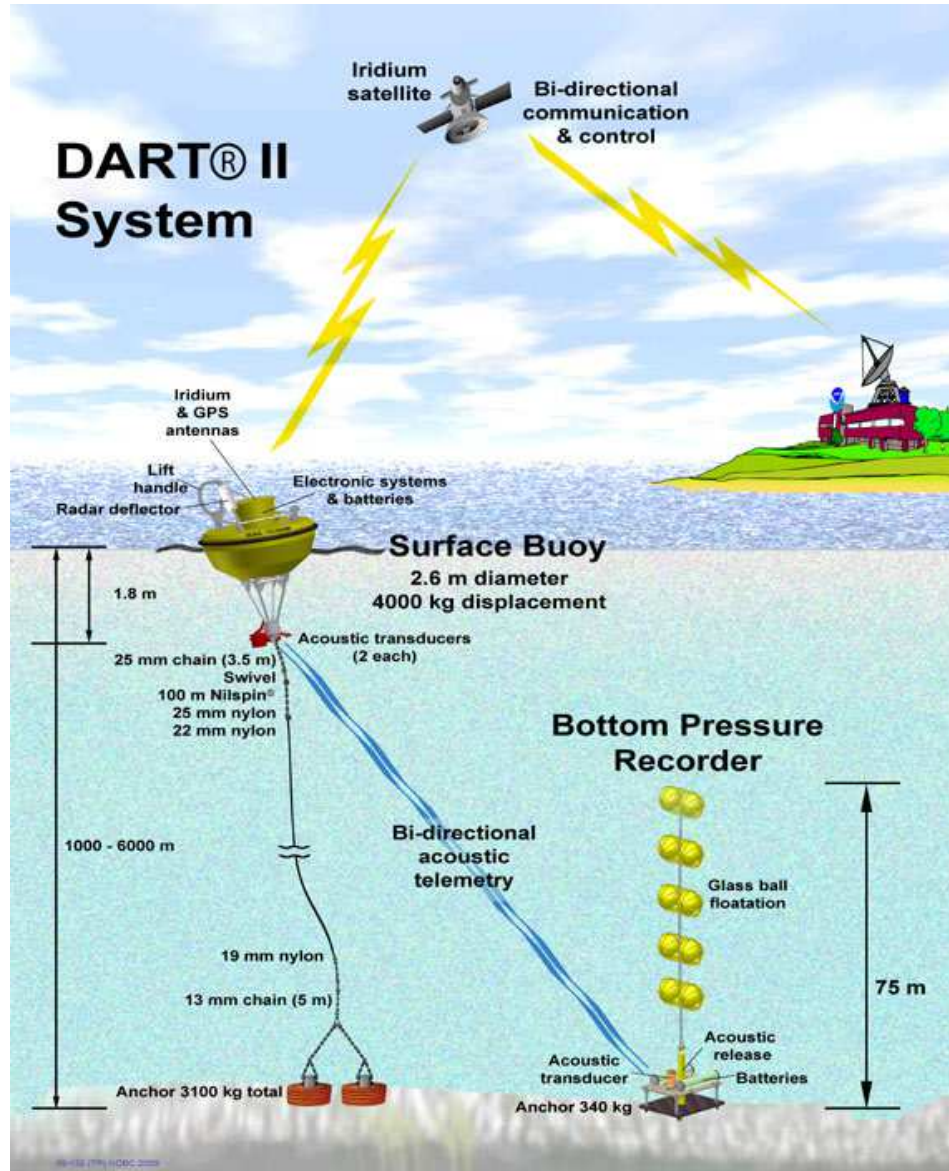 Iridium
satellite
Bi-directional
communication
& control
DART® II
System
Iridium
& GPS
antennas
Lift
handle
Radar deflector
Electronic systems
& batteries
Surface Buoy
2.6 m diameter
4000 kg displacement
1.8 m
Acoustic transducers
(2 each)
25 mm chain (3.5 m)
Swivel
100 m Nilspin®
25 mm nylon
22 mm nylon
Bottom Pressure
Recorder
1000 - 6000 m
Bi-directional
acoustic
telemetry
Glass ball
floatation
19 mm nylon
75 m
13 mm chain (5 m)
Acoustic
release
Acoustic
transducer
Batteries
Anchor 3100 kg total
Anchor 340 kg